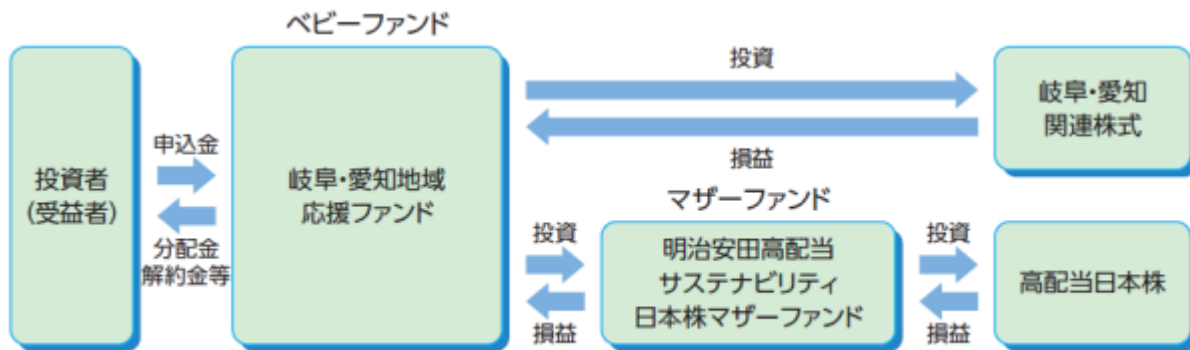 ベビーファンド
投資者
(受益者)
申込金
分配金
解約金等
岐阜・愛知地域
応援ファンド
投資
損益
岐阜・愛知
関連株式
マザーファンド
投資
損益
明治安田高配当
サステナビリティ
日本株マザーファンド
投資
損益
高配当日本株